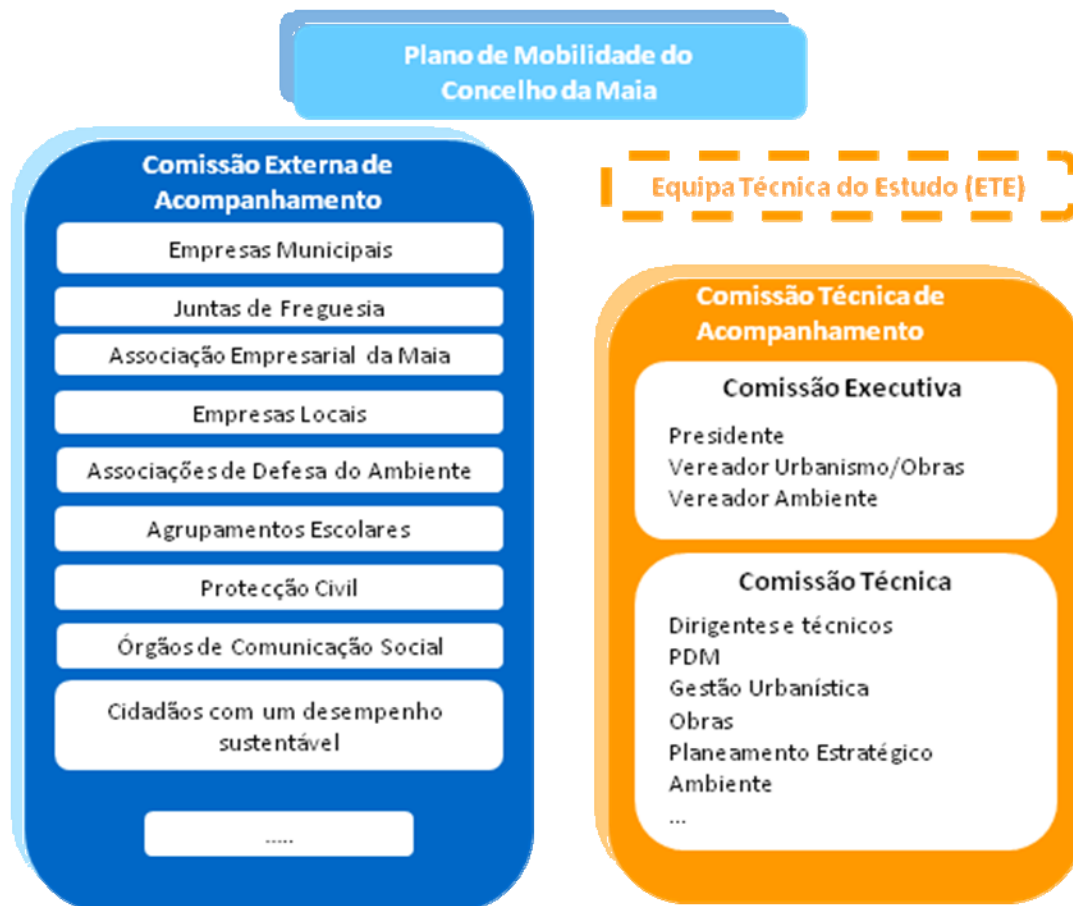 Plano de Mobilidade do
Concelho da Maia
Comissão Externa de
Acompanhamento
Empresas Municipais
Juntas de Freguesia
Associação Empresarial da Maia
Empresas Locais
Associações de Defesa do Ambiente
Agrupamentos Escolares
Protecção Civil
Órgãos de Comunicação Social
Cidadãos com um desempenho
sustentável
.....
Equipa Técnica do Estudo (ETE)
Comissão Técnica de
Acompanhamento
Comissão Executiva
Presidente
Vereador Urbanismo/Obras
Vereador Ambiente
Comissão Técnica
Dirigentes e técnicos
PDM
Gestão Urbanística
Obras
Planeamento Estratégico
Ambiente
...